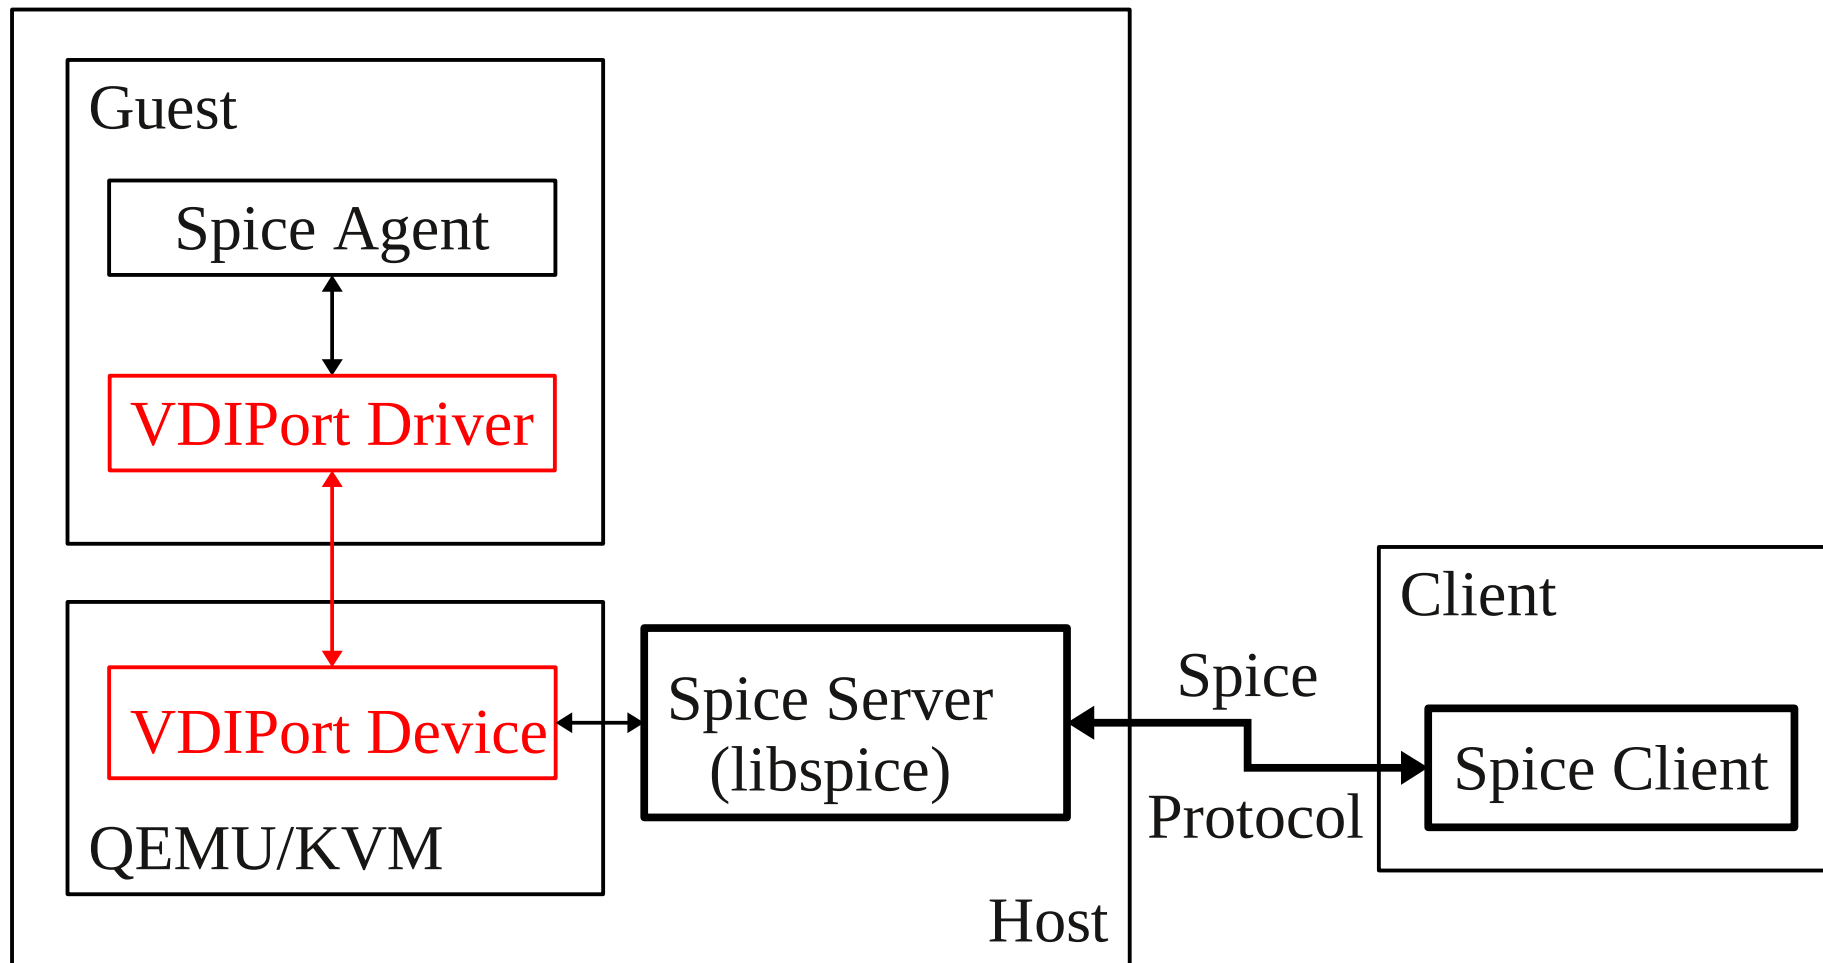 Guest
Spice Agent
VDIPort Driver
VDIPort Device
QEMU/KVM
Spice Server
(libspice)
Host
Spice
Protocol
Client
Spice Client